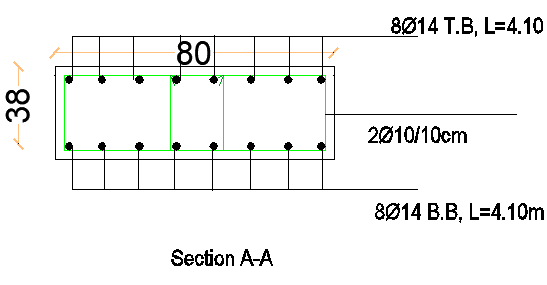 8Ø14 T.B, L=4.10
80
38
2Ø10/10cm
8Ø14 B.B, L=4.10m
Section A-A